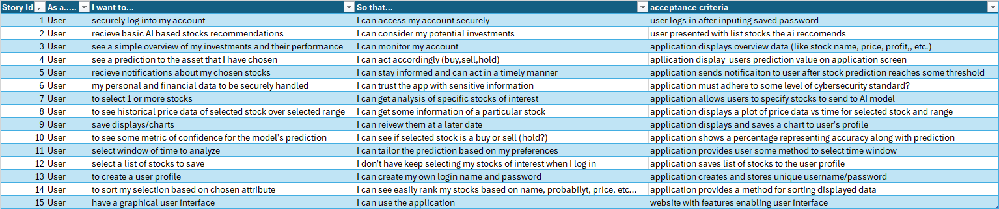 Story Id As a..... I want to... So that... acceptance criteria
1 User securely log into my account I can access my account securely user logs in after inputing saved password
2 User recieve basic AI based stocks recommendations I can consider my potential investments user presented with list stocks the ai reccomends
3 User see a simple overview of my investments and their performance I can monitor my account application displays overview data (like stock name, price, profit,, etc.)
4 User see a prediction to the asset that I have chosen I can act accordingly (buy,sell,hold) apllication display users prediction value on application screen
5 User recieve notifications about my chosen stocks I can stay informed and can act in a timely manner application sends notificaiton to user after stock prediction reaches some threshold
6 User my personal and financial data to be securely handled I can trust the app with sensitive information application must adhere to some level of cybersecurity standard?
7 User to select 1 or more stocks I can get analysis of specific stocks of interest application allows users to specify stocks to send to AI model
8 User to see historical price data of selected stock over selected range I can get some information of a particular stock application displays a plot of price data vs time for selected stock and range
9 User save displays/charts I can reivew them at a later date application displays and saves a chart to user's profile
10 User to see some metric of confidence for the model's prediction I can see if selected stock is a buy or sell (hold?) application shows a percentage representing accuracy along with prediction
11 User select window of time to analyze I can tailor the prediction based on my preferences application provides user some method to select time window
12 User select a list of stocks to save I don't have keep selecting my stocks of interest when I log in application saves list of stocks to the user profile
13 User to create a user profile I can create my own login name and password application creates and stores unique username/password
14 User to sort my selection based on chosen attribute I can see easily rank my stocks based on name, probabilyt, price, etc... application provides a method for sorting displayed data
15 User have a graphical user interface I can use the application website with features enabling user interface